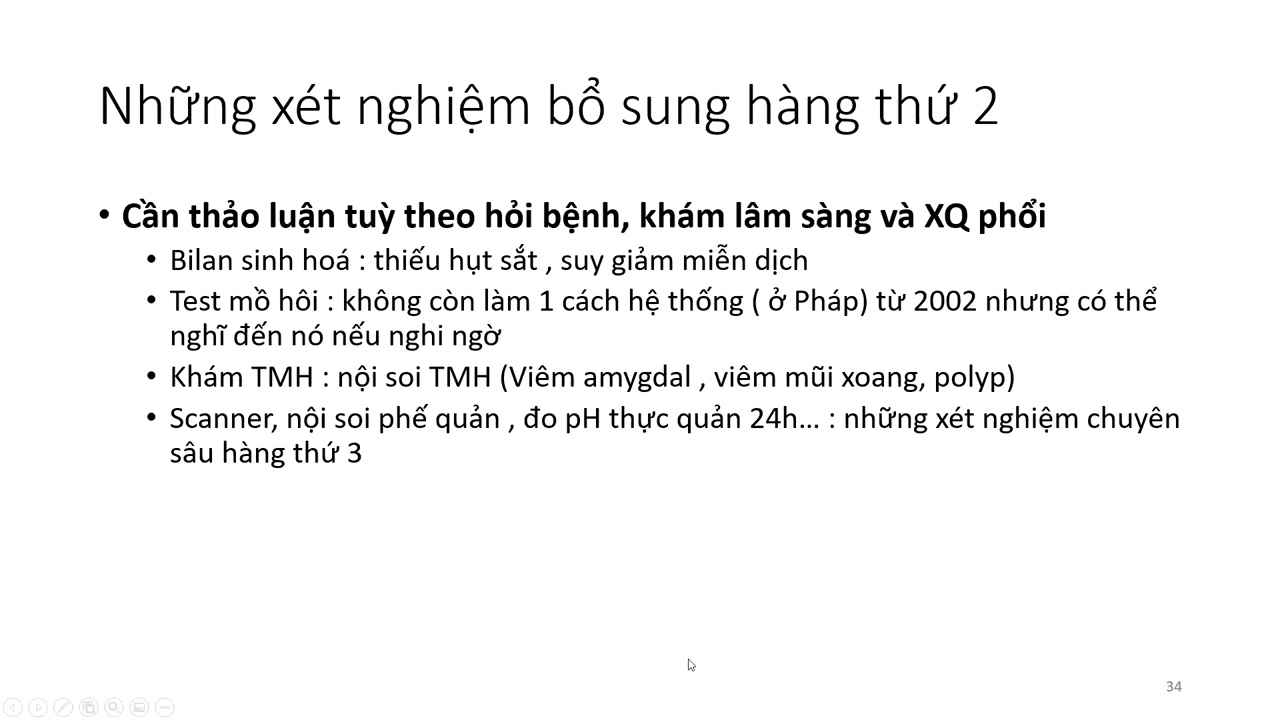 Những xét nghiệm bổ sung hàng thứ 2
• Cần thảo luận tuỳ theo hỏi bệnh, khám lâm sàng và XQ phổi
• Bilan sinh hoá : thiếu hụt sắt , suy giảm miễn dịch
• Test mồ hôi : không còn làm 1 cách hệ thống ( ở Pháp) từ 2002 nhưng có thể
nghĩ đến nó nếu nghi ngờ
• Khám TMH : nội soi TMH (Viêm amygdal , viêm mũi xoang, polyp)
• Scanner, nội soi phế quản , đo pH thực quản 24h... : những xét nghiệm chuyên
sâu hàng thứ 3
34